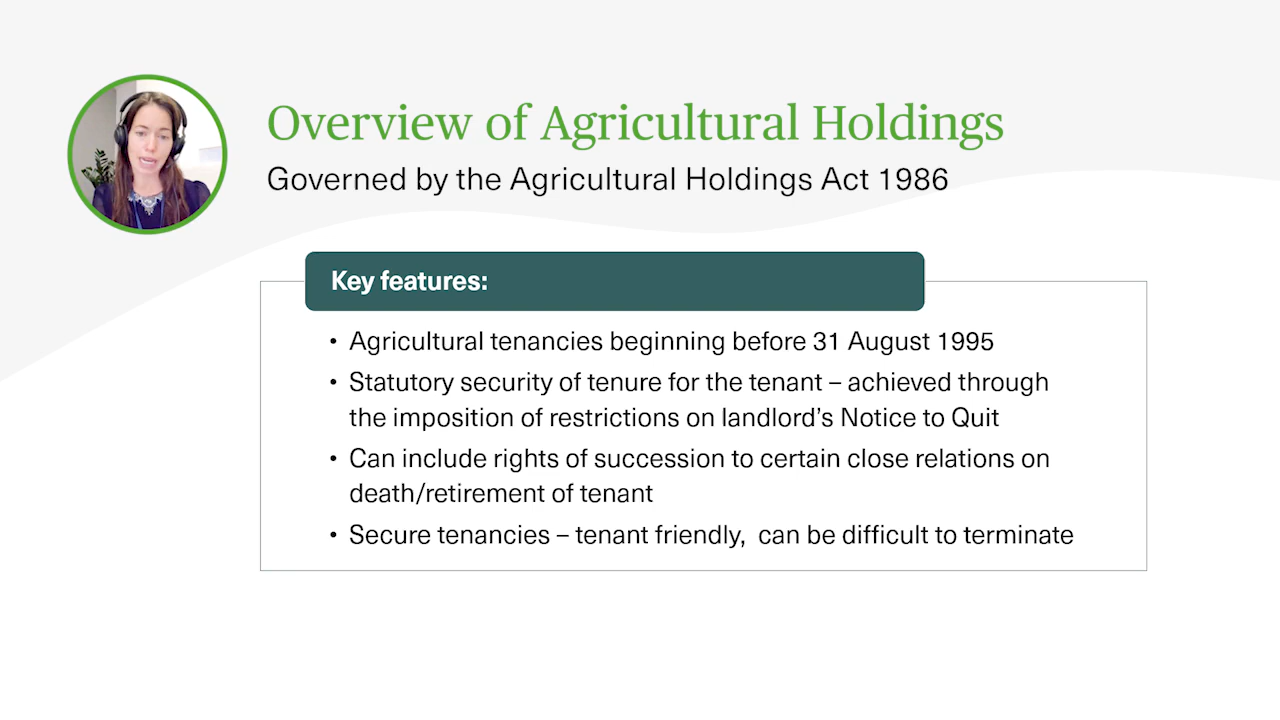 Overview of Agricultural Holdings
Governed by the Agricultural Holdings Act 1986
Key features:
• Agricultural tenancies beginning before 31 August 1995
• Statutory security of tenure for the tenant – achieved through
the imposition of restrictions on landlord’s Notice to Quit
• Can include rights of succession to certain close relations on
death/retirement of tenant
• Secure tenancies – tenant friendly,  can be difficult to terminate